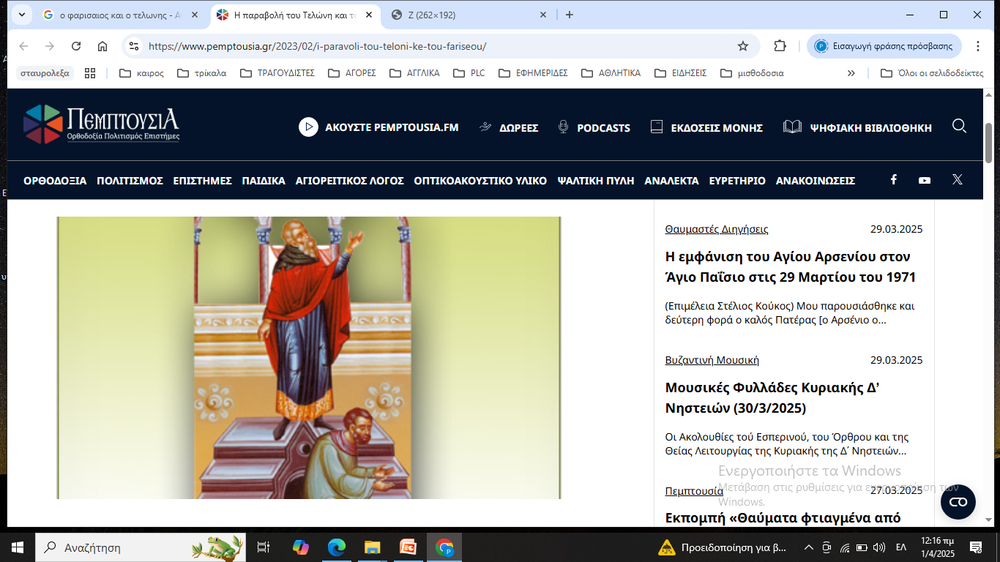 ο φαρισαιος και ο τελωνης - Α
Η παραβολή του Τελώνη και τ
Z (262×192)
https://www.pemptousia.gr/2023/02/i-paravoli-tou-teloni-ke-tou-fariseou/
Εισαγωγή φράσης πρόσβασης
σταυρολεξα
καιρος
τρίκαλα
ΤΡΑΓΟΥΔΙΣΤΕΣ
ΑΓΟΡΕΣ
ΑΓΓΛΙΚΑ
PLC
ΕΦΗΜΕΡΙΔΕΣ
ΑΘΛΗΤΙΚΑ
ΕΙΔΗΣΕΙΣ
μισθοδοσια
Όλοι οι σελιδοδείκτες
ΠΕΜΠΤΟΥΣΙΑ
Ορθοδοξία Πολιτισμός Επιστήμες
ΑΚΟΥΣΤΕ PEMPTOUSIA.FM
ΔΩΡΕΕΣ
PODCASTS
ΕΚΔΟΣΕΙΣ ΜΟΝΗΣ
ΨΗΦΙΑΚΗ ΒΙΒΛΙΟΘΗΚΗ
ΟΡΘΟΔΟΞΙΑ ΠΟΛΙΤΙΣΜΟΣ ΕΠΙΣΤΗΜΕΣ ΠΑΙΔΙΚΑ ΑΓΙΟΡΕΙΤΙΚΟΣ ΛΟΓΟΣ ΟΠΤΙΚΟΑΚΟΥΣΤΙΚΟ ΥΛΙΚΟ ΨΑΛΤΙΚΗ ΠΥΛΗ ΑΝΑΛΕΚΤΑ ΕΥΡΕΤΗΡΙΟ ΑΝΑΚΟΙΝΩΣΕΙΣ
Θαυμαστές Διηγήσεις 29.03.2025
Η εμφάνιση του Αγίου Αρσενίου στον
Άγιο Παΐσιο στις 29 Μαρτίου του 1971
(Επιμέλεια Στέλιος Κούκος) Μου παρουσιάσθηκε και
δεύτερη φορά ο καλός Πατέρας [ο Αρσένιο ο...
Βυζαντινή Μουσική 29.03.2025
Μουσικές Φυλλάδες Κυριακής Δ'
Νηστειών (30/3/2025)
Οι Ακολουθίες τού Εσπερινού, του Όρθρου και της
Θείας Λειτουργίας της Κυριακής της Δ΄ Νηστειών...
Ενεργοποιήστε τα Windows
Μετάβαση στις ρυθμίσεις για ενεργοποίηση των
Windows.
Πεμπτουσία 27.03.2025
Εκπομπή «Θαύματα φτιαγμένα από
Αναζήτηση
Προειδοποίηση για β...
ΕΛ
12:16 πμ
1/4/2025